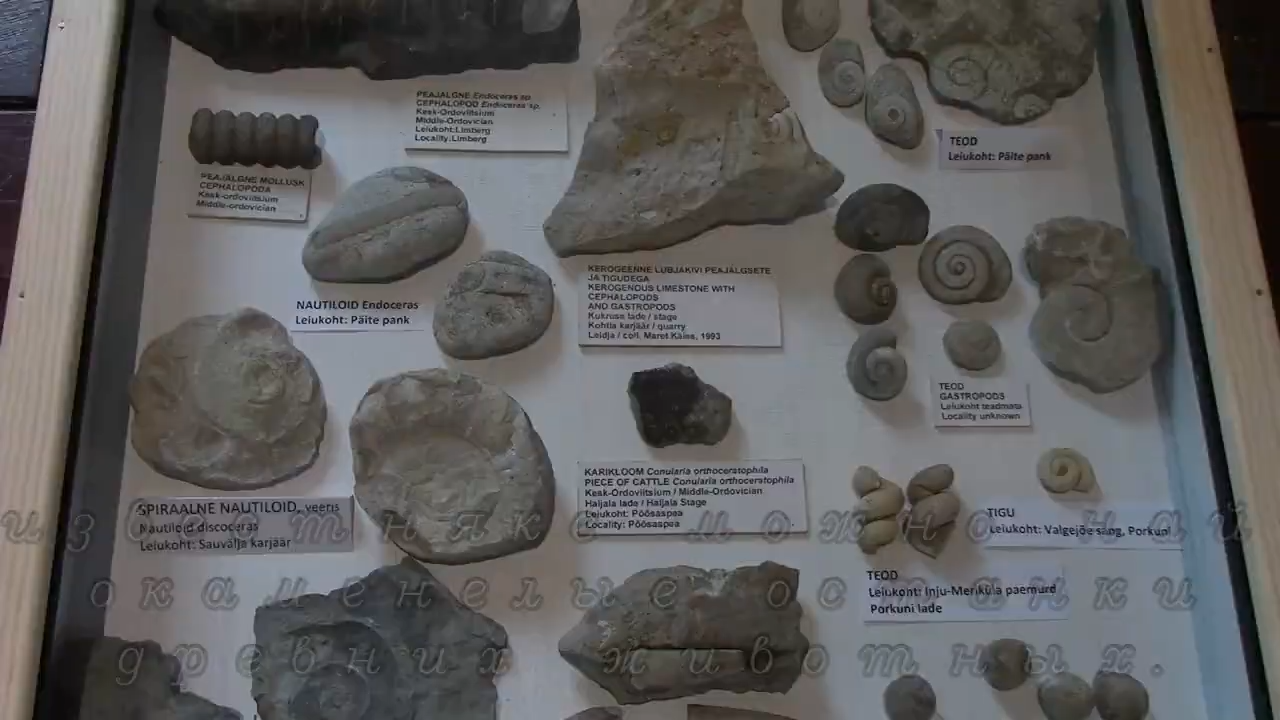 PEAJALGNE Endoceras sp.
CEPHALOPOD Endoceras sp.
Kesk-Ordoviitsium
Middle-Ordovician
Leiukoht:Limberg
Locality:Limberg
TEOD
Leiukoht: Päite pank
PEAJALGNE MOLLUSK
CEPHALOPODA
Kesk-ordoviitsium
Middle-ordovician
NAUTILOID Endoceras
Leiukoht: Päite pank
KEROGEENNE LUBJAKIVI PEAJALGSETE
JA TIGUDEGA
KEROGENDUS LIMESTONE WITH
CEPHALOPODS
AND GASTROPODS
Kukruse lade / stage
Kohtla karjäär / quarry
Leidja / coll. Maret Kaise, 1993
TEOD
GASTROPODS
Leiukoht teadmata
Locality unknown
KARIKLOOM Conularia orthoceratophila
PIECE OF CATTLE Conularia orthoceratophila
Kesk-Ordoviitsium / Middle-Ordovician
Haljala lade / Haljala Stage
Leiukoht: Põõsaspea
Locality: Põõsaspea
SPIRAALNE NAUTILOID, veeris
Nautiloid discoceras
Leiukoht: Sauvälja karjäär
TIGU
Leiukoht: Valgejõe säng, Porkuni
TEOD
Leiukoht: Inju-Meriküla paemurd
Porkuni lade
окаменелые останки
древних животных.